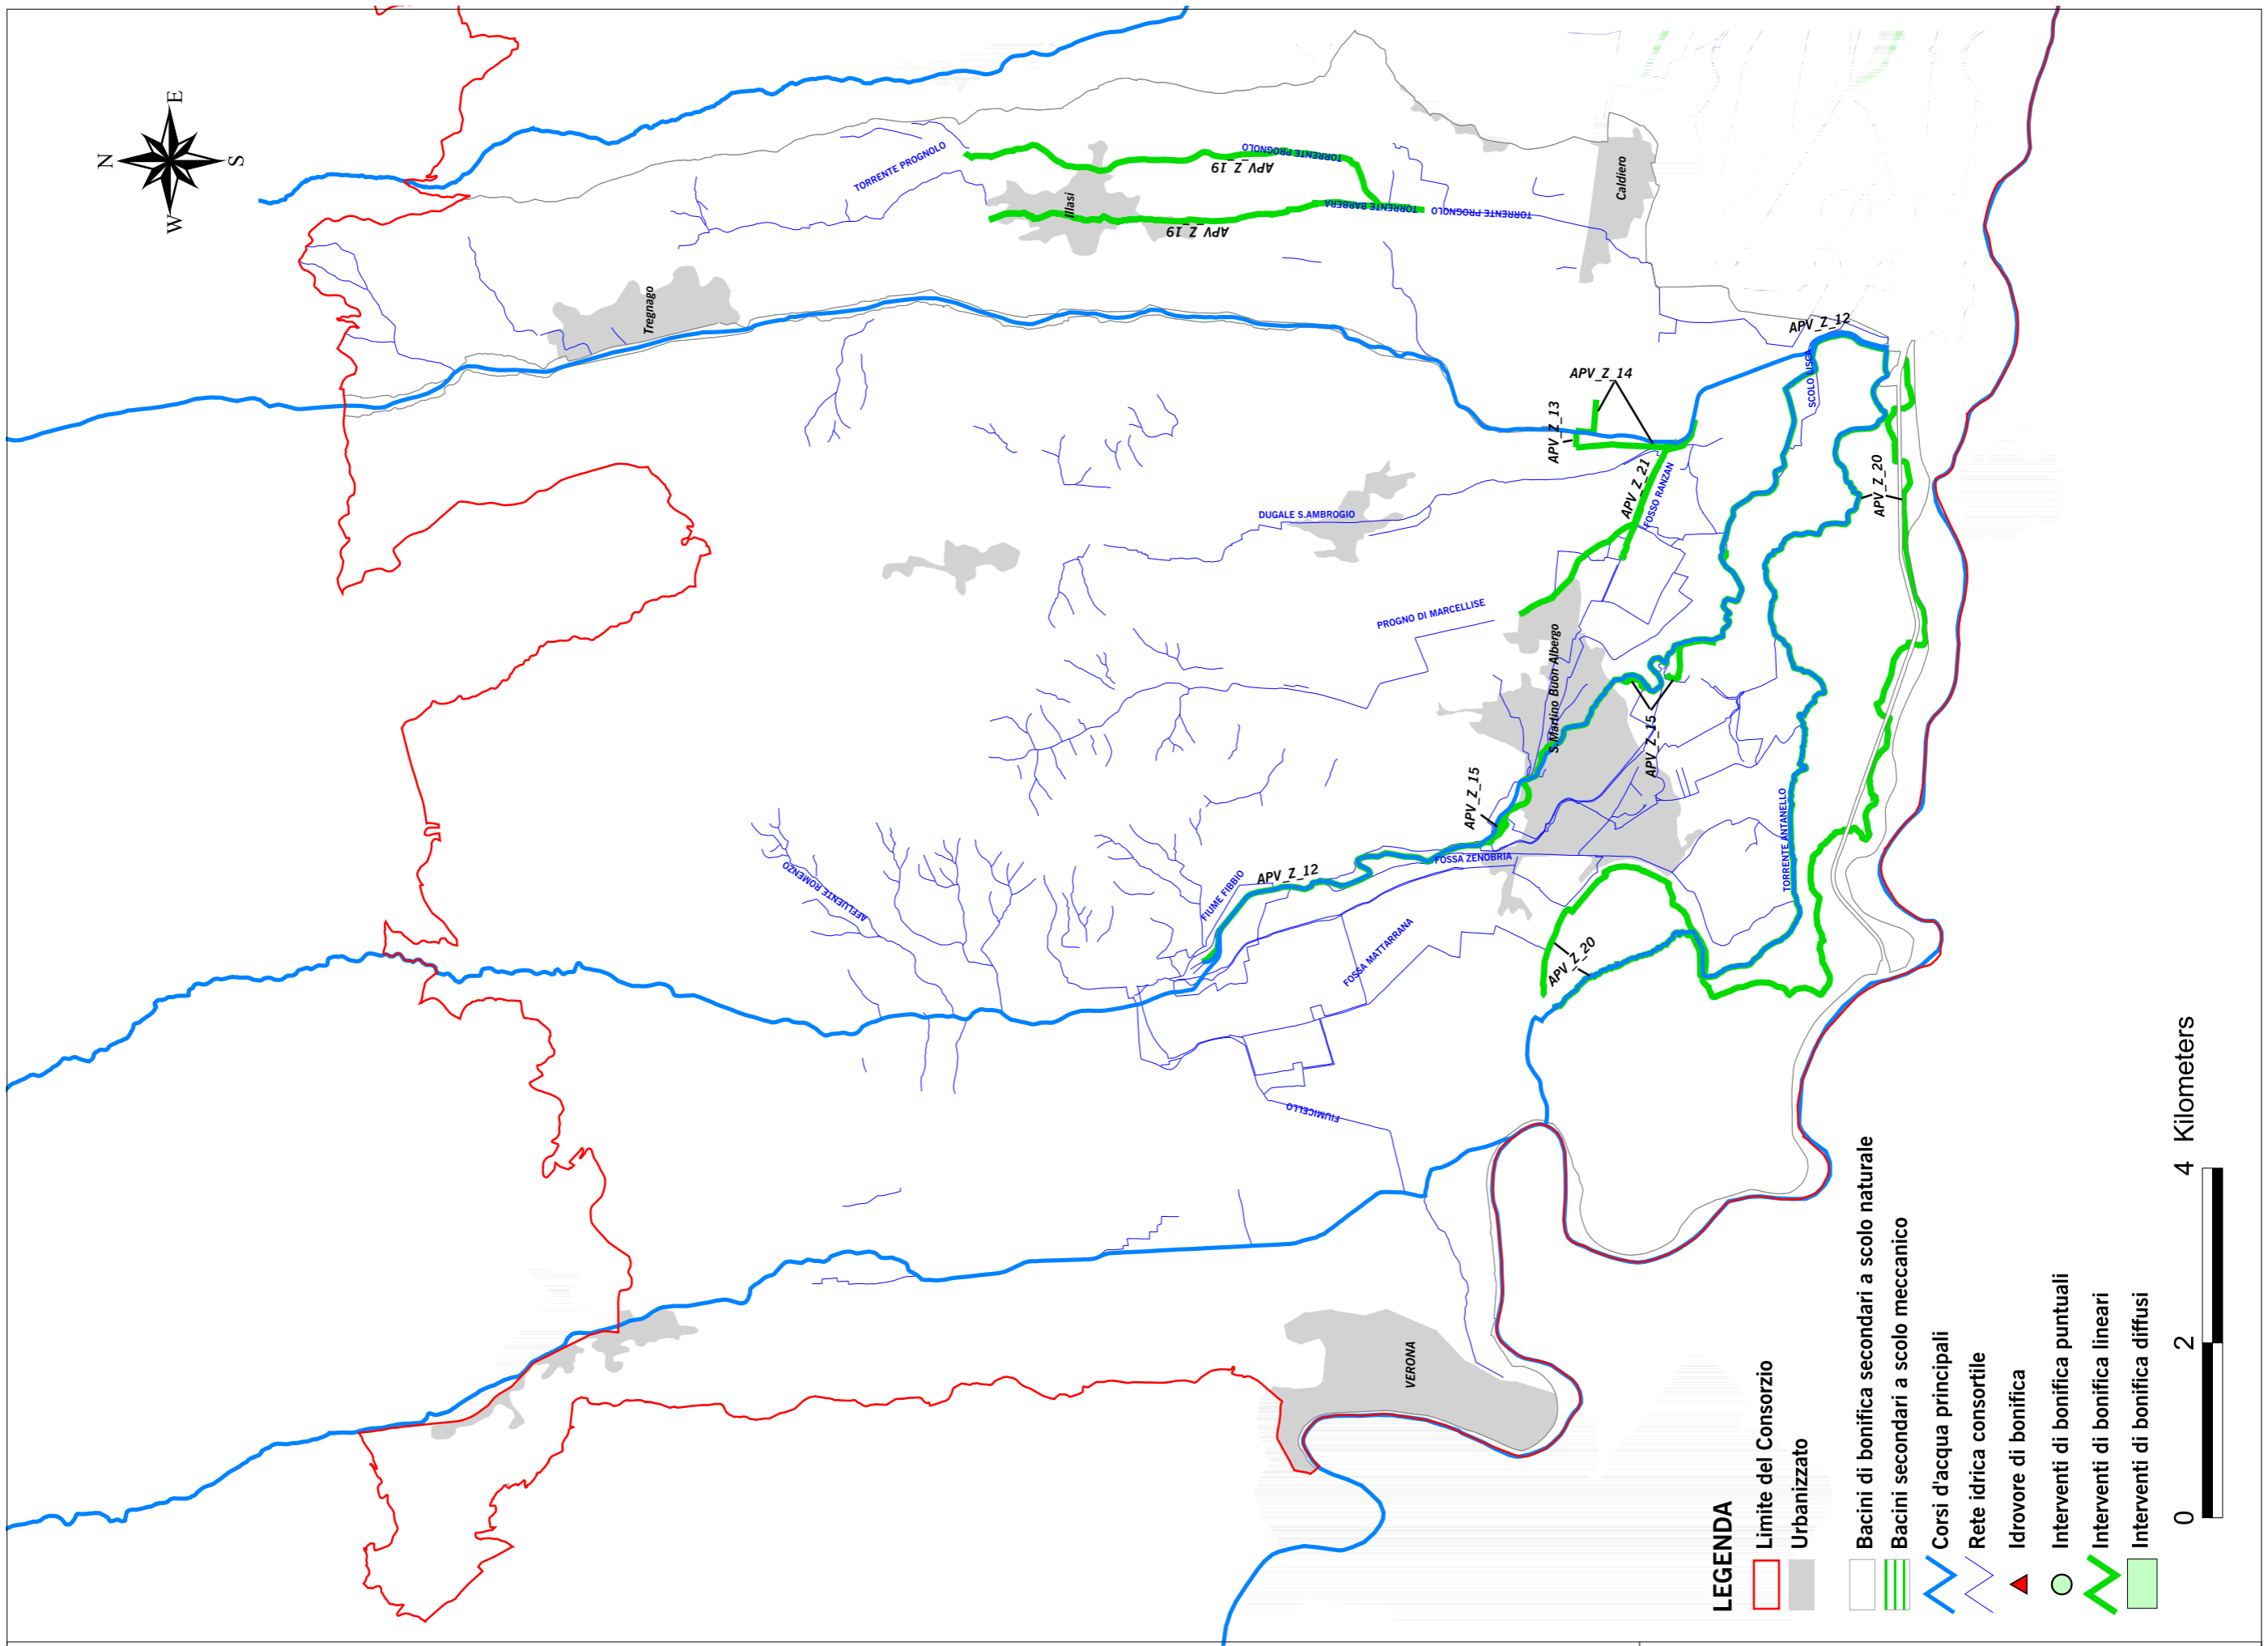 N
E
S
W
TORRENTE PROGNOLO
TORRENTE PROGNOLO
APV_Z_19
Illasi
TORRENTE BARBERA
TORRENTE PROGNOLO
APV_Z_19
Caldiero
Tregnago
APV_Z_12
SCOLO LISCA
APV_Z_14
APV_Z_13
APV_Z_21
FOSSO RANZAN
APV_Z_20
DUGALE S.AMBROGIO
PROGNO DI MARCELLISE
S.Martino Buon Albergo
APV_Z_15
APV_Z_15
TORRENTE ANTANELLO
FOSSA ZENOBRIA
APV_Z_12
FIUME FIBBIO
AFFLUENTE ROMENZO
FOSSA MATTARRANA
APV_Z_20
FIUMICELLO
VERONA
LEGENDA
Limite del Consorzio
Urbanizzato
Bacini di bonifica secondari a scolo naturale
Bacini secondari a scolo meccanico
Corsi d'acqua principali
Rete idrica consortile
Idrovore di bonifica
Interventi di bonifica puntuali
Interventi di bonifica lineari
Interventi di bonifica diffusi
0 2 4 Kilometers